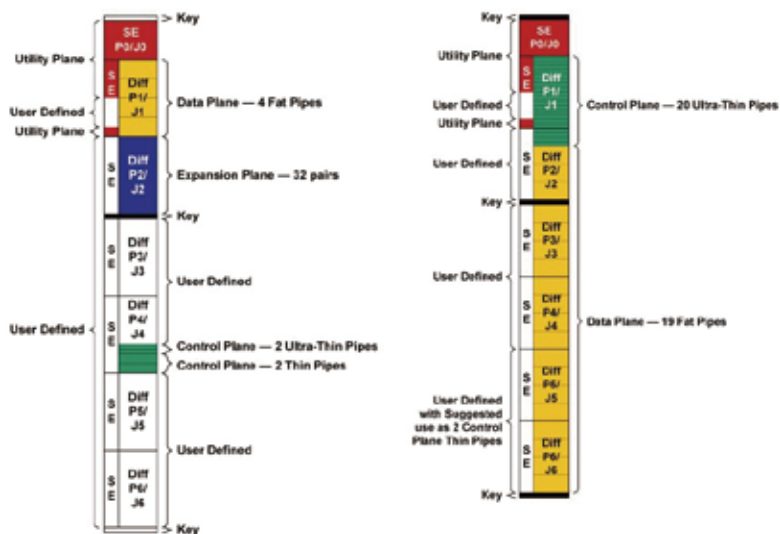 Key
SE
P0/J0
Utility Plane
S
E
Diff
P1/
J1
Data Plane — 4 Fat Pipes
User Defined
Utility Plane
S
E
Diff
P2/
J2
Expansion Plane — 32 pairs
Key
S
E
Diff
P3/
J3
User Defined
User Defined
S
E
Diff
P4/
J4
Control Plane — 2 Ultra-Thin Pipes
Control Plane — 2 Thin Pipes
S
E
Diff
P5/
J5
User Defined
S
E
Diff
P6/
J6
Key
Key
SE
P0/J0
Utility Plane
S
E
Diff
P1/
J1
Control Plane — 20 Ultra-Thin Pipes
User Defined
Utility Plane
User Defined
S
E
Diff
P2/
J2
Key
S
E
Diff
P3/
J3
User Defined
S
E
Diff
P4/
J4
Data Plane — 19 Fat Pipes
S
E
Diff
P5/
J5
User Defined
with Suggested
use as 2 Control
Plane Thin Pipes
S
E
Diff
P6/
J6
Key